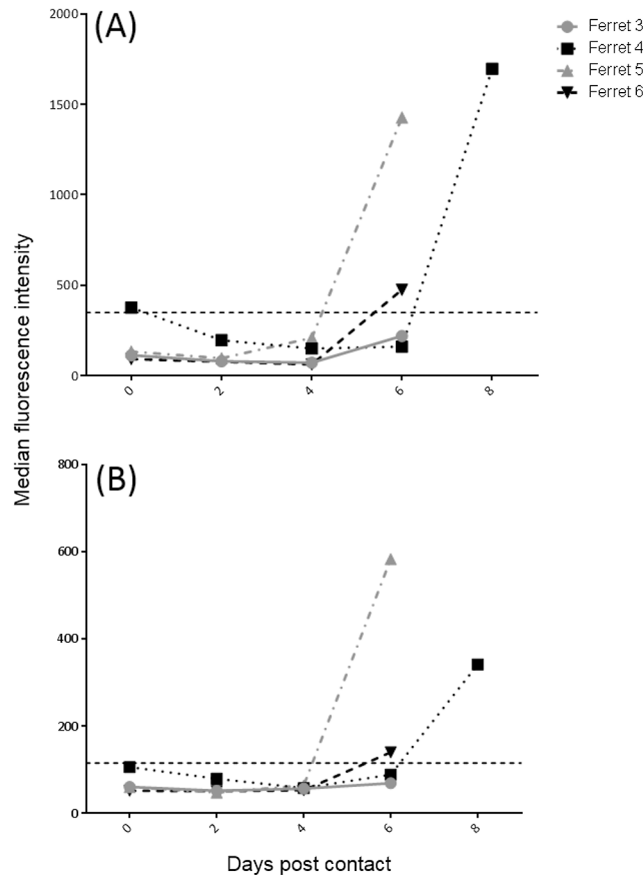 (A)
2000
1500
1000
500
0
0 2 4 6 8
Ferret 3
Ferret 4
Ferret 5
Ferret 6
Median fluorescence intensity
(B)
800
600
400
200
0
0 2 4 6 8
Days post contact